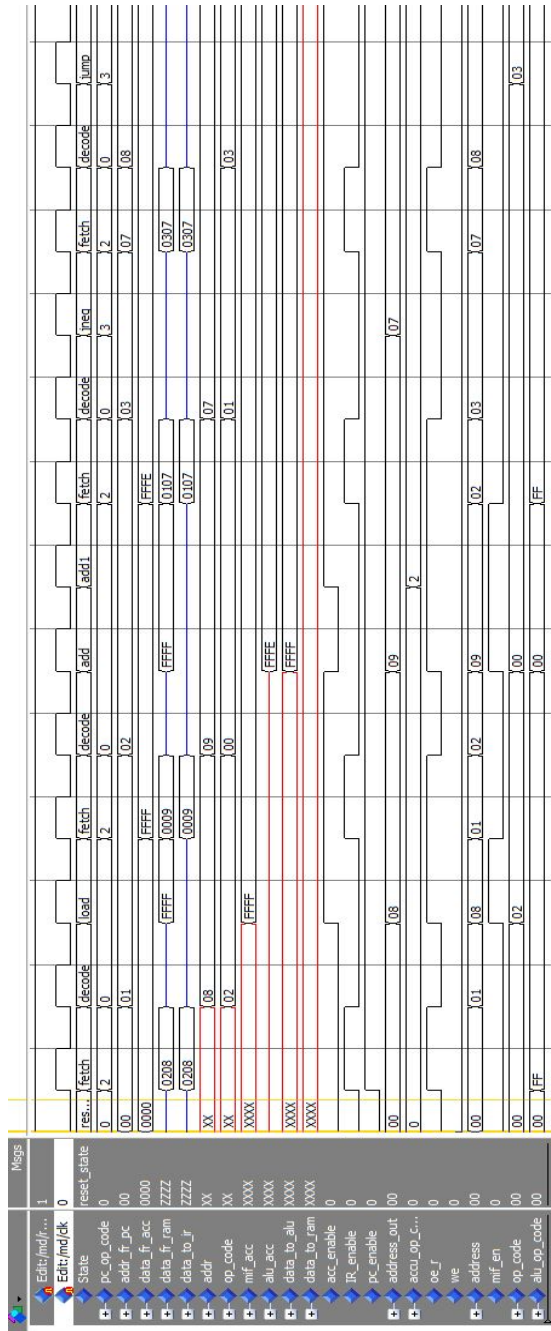 Msgs
Edit:/md/r... 1
Edit:/md/clk 0
State reset_state res... fetch decode load fetch decode add add1 fetch decode jneq fetch decode jump
pc_op_code 0 0 2 0 2 0 2 0 3 2 0 3
addr_fr_pc 00 00 01 02 03 07 08
data_fr_acc 0000 0000 FFFF FFFE
data_fr_ram ZZZZ 0208 FFFF 0009 FFFF 0107 0307
data_to_ir ZZZZ 0208 0009 0107 0307
addr XX XX 08 09 07
op_code XX XX 02 00 01 03
mif_acc XXXX XXXX FFFF
alu_acc XXXX FFFE
data_to_alu XXXX XXXX FFFF
data_to_ram XXXX XXXX
acc_enable 0
IR_enable 0
pc_enable 0
address_out 00 00 08 09 07
accu_op_c... 0 0 2
oe_r 0
we 0
address 00 00 01 08 01 02 09 02 03 07 08
mif_en 0
op_code 00 00 02 00 03
alu_op_code 00 00 FF 00 FF